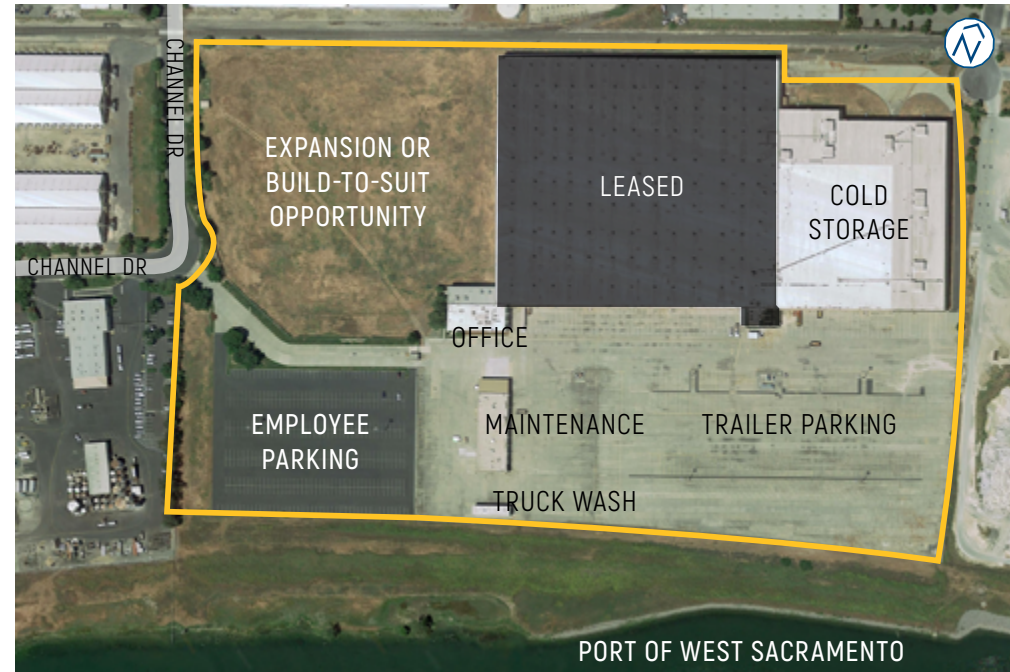 CHANNEL DR
EXPANSION OR
BUILD-TO-SUIT
OPPORTUNITY
LEASED
COLD
STORAGE
CHANNEL DR
OFFICE
EMPLOYEE
PARKING
MAINTENANCE
TRAILER PARKING
TRUCK WASH
PORT OF WEST SACRAMENTO
N